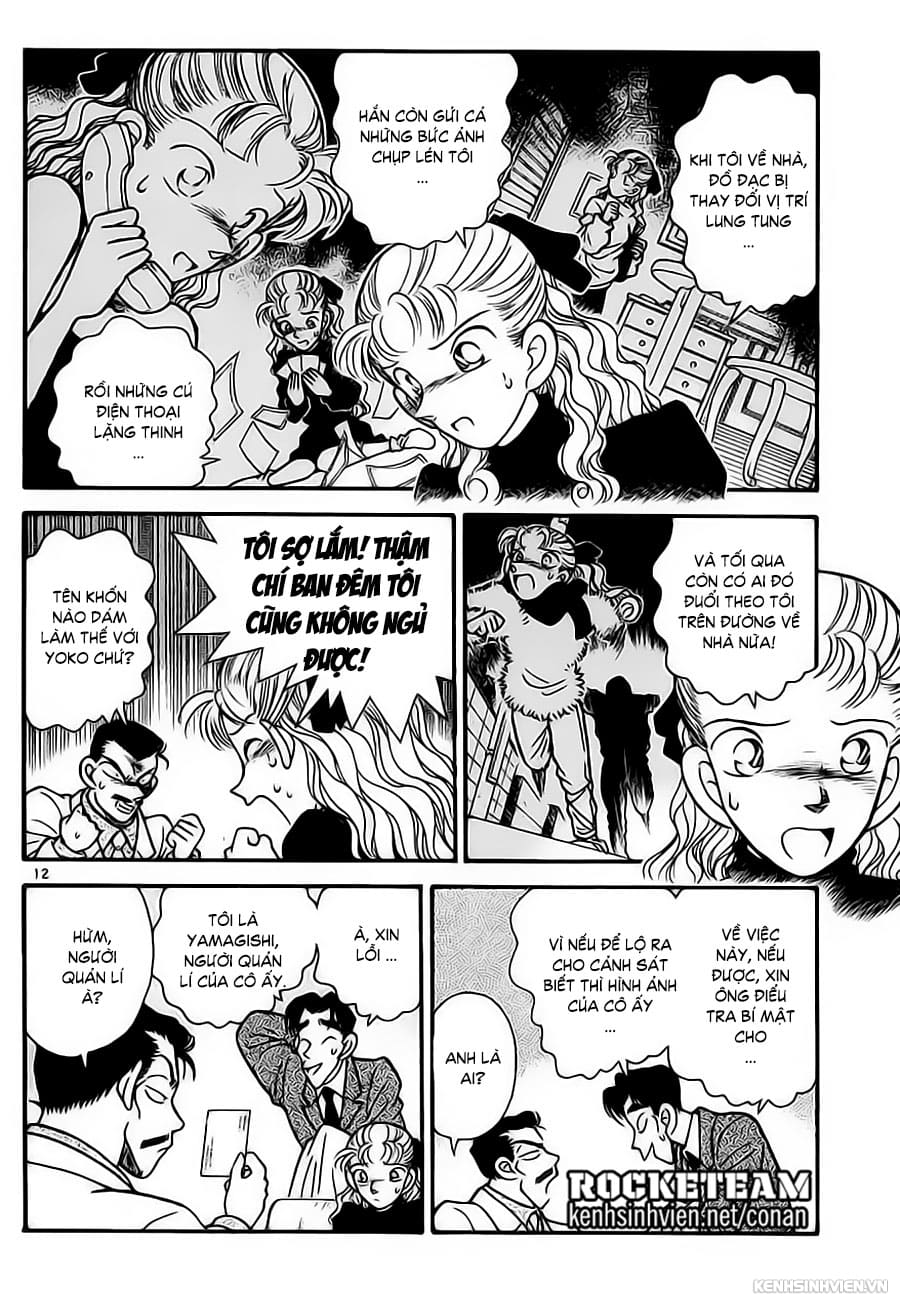 KHI TÔI VỀ NHÀ,
ĐỒ ĐẠC BỊ
THAY ĐỔI VỊ TRÍ
LUNG TUNG
...
HẮN CÒN GỬI CẢ
NHỮNG BỨC ẢNH
CHỤP LÉN TÔI
...
RỒI NHỮNG CÚ
ĐIỆN THOẠI
LẶNG THINH
...
VÀ TỐI QUA
CÒN CÓ AI ĐÓ
ĐUỔI THEO TÔI
TRÊN ĐƯỜNG VỀ
NHÀ NỮA!
TÔI SỢ LẮM! THẬM
CHÍ BAN ĐÊM TÔI
CŨNG KHÔNG NGỦ
ĐƯỢC!
TÊN KHỐN
NÀO DÁM
LÀM THẾ VỚI
YOKO CHỨ?
12
VỀ VIỆC
NÀY, NẾU
ĐƯỢC, XIN
ÔNG ĐIỀU
TRA BÍ MẬT
CHO
...
VÌ NẾU ĐỂ LỘ RA
CHO CẢNH SÁT
BIẾT THÌ HÌNH ẢNH
CỦA CÔ ẤY
...
ANH LÀ
AI?
À, XIN
LỖI ...
TÔI LÀ
YAMAGISHI,
NGƯỜI QUẢN
LÍ CỦA CÔ ẤY.
HỪM,
NGƯỜI
QUẢN LÍ
À?
ROCKETEAM
kenhsinhvien.net/conan
KENHSINHVIEN.VN